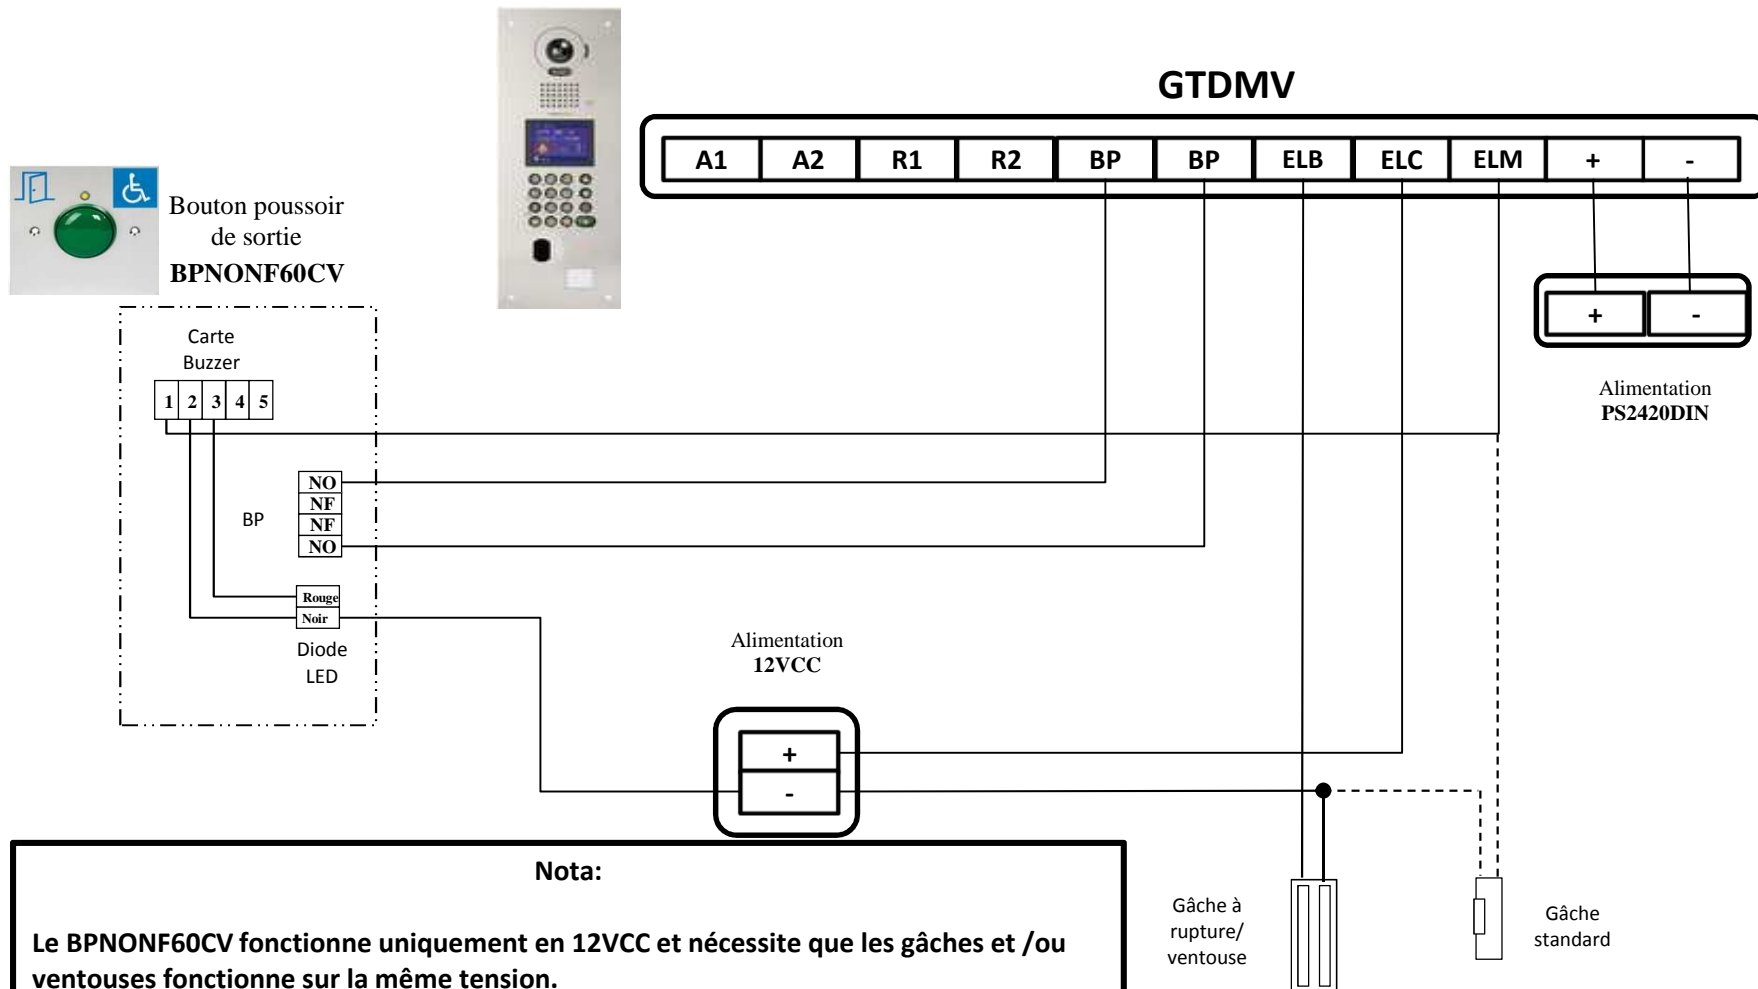 GTDMV
A1 A2 R1 R2 BP BP ELB ELC ELM + -
Bouton poussoir
de sortie
BPNONF60CV
+ -
Alimentation
PS2420DIN
Carte
Buzzer
1 2 3 4 5
BP
NO
NF
NF
NO
Rouge
Noir
Diode
LED
Alimentation
12VCC
+
-
Nota:
Le BPNONF60CV fonctionne uniquement en 12VCC et nécessite que les gâches et /ou
ventouses fonctionne sur la même tension.
Gâche à
rupture/
ventouse
Gâche
standard